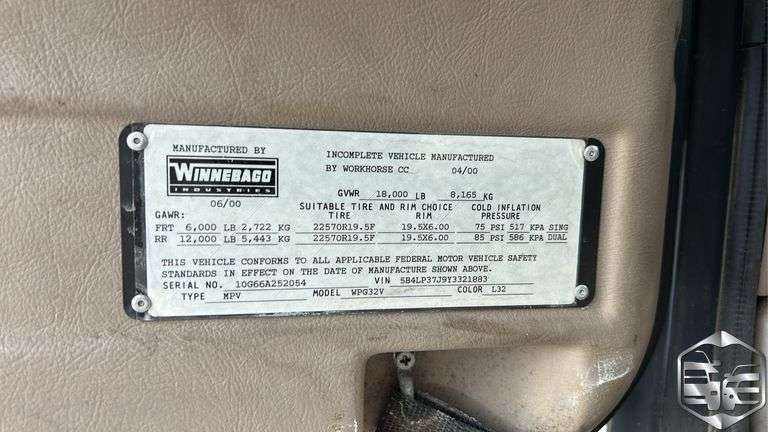 MANUFACTURED BY
WINNEBAGO
INDUSTRIES
06/00
INCOMPLETE VEHICLE MANUFACTURED
BY WORKHORSE CC 04/00
GVWR 18,000 LB 8,165 KG
GAWR: SUITABLE TIRE AND RIM CHOICE COLD INFLATION
TIRE RIM PRESSURE
FRT 6,000 LB 2,722 KG 22570R19.5F 19.5X6.00 75 PSI 517 KPA SING
RR 12,000 LB 5,443 KG 22570R19.5F 19.5X6.00 85 PSI 586 KPA DUAL
THIS VEHICLE CONFORMS TO ALL APPLICABLE FEDERAL MOTOR VEHICLE SAFETY
STANDARDS IN EFFECT ON THE DATE OF MANUFACTURE SHOWN ABOVE.
SERIAL NO. 10G66A252054 VIN 5B4LP37J9Y3321883
TYPE MPV MODEL WPG32V COLOR L32